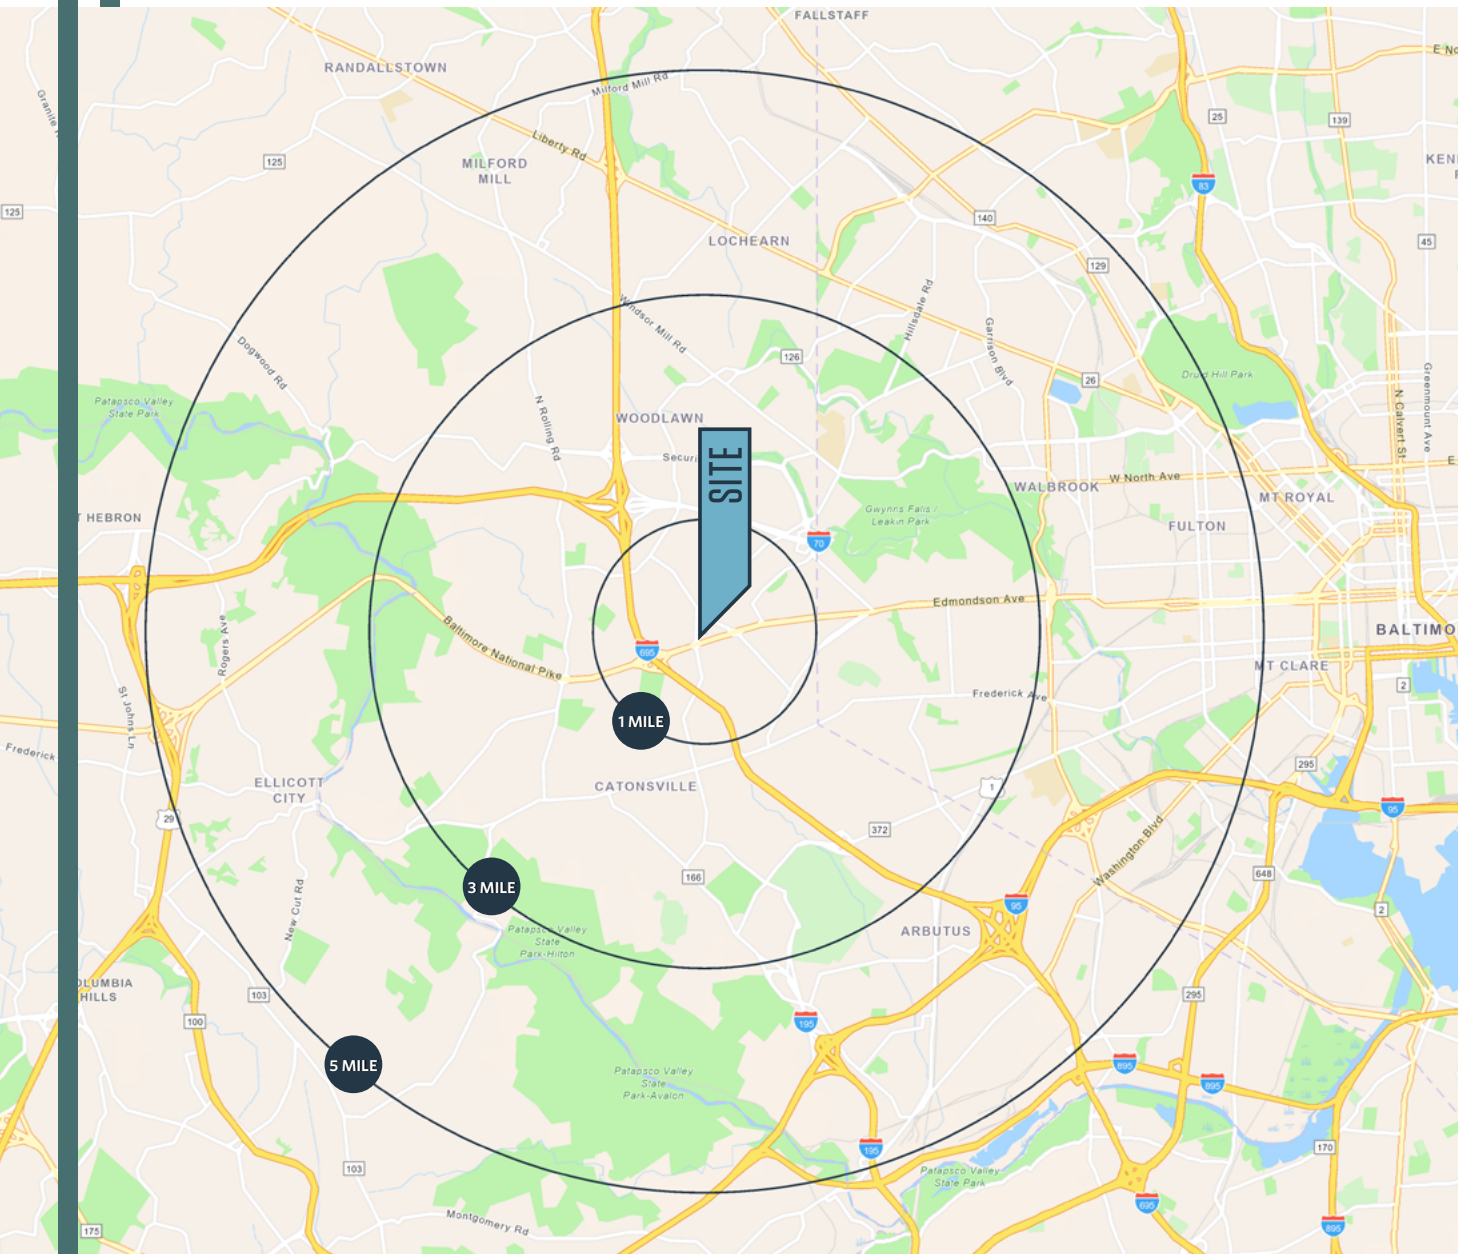 FALLSTAFF
E No
RANDALLSTOWN
Milford Mill Rd
Granite R
25
139
Liberty Rd
125
MILFORD
MILL
KEN
83
125
140
LOCHEARN
45
129
Hillsdale Rd
Windsor Mill Rd
Garrison Blvd
Dogwood Rd
126
Druid Hill Park
26
Greenmount Ave
N Calvert St
Patapsco Valley
State Park
N Rolling Rd
WOODLAWN
Securi
SITE
E
W North Ave
WALBROOK
MT ROYAL
T HEBRON
Gwynns Falls /
Leakin Park
FULTON
70
Edmondson Ave
Rogers Ave
Baltimore National Pike
695
BALTIMO
MT CLARE
2
St Johns Ln
Frederick Ave
1 MILE
Frederick
295
ELLICOTT
CITY
CATONSVILLE
1
95
29
372
Washington Blvd
166
648
3 MILE
New Cut Rd
95
2
Patapsco Valley
State
Park-Hilton
ARBUTUS
OLUMBIA
HILLS
103
295
100
195
5 MILE
895
895
Patapsco Valley
State
Park-Avalon
195
170
103
Patapsco Valley
State Park
695
Montgomery Rd
175
895